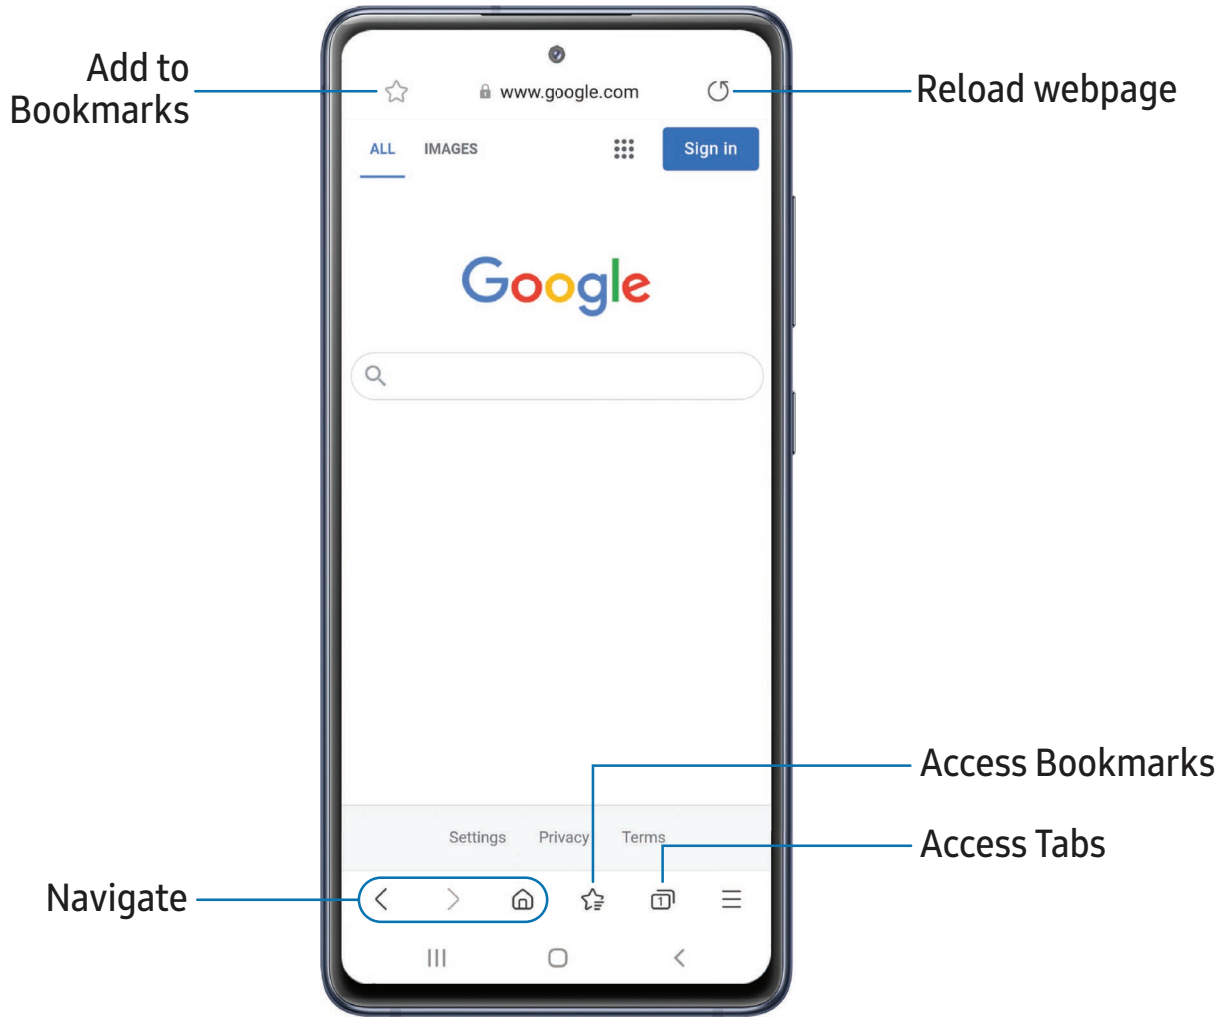 Add to
Bookmarks
www.google.com
Reload webpage
ALL IMAGES Sign in
Google
Access Bookmarks
Settings Privacy Terms
Access Tabs
Navigate
1